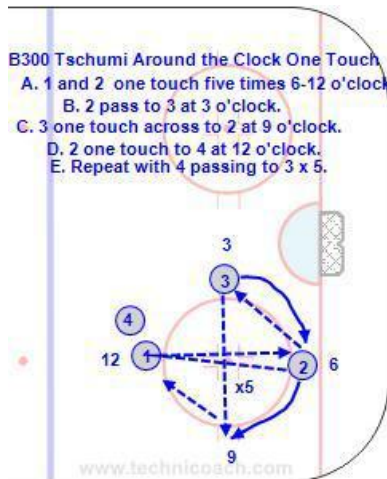 B300 Tschumi Around the Clock One Touch
A. 1 and 2 one touch five times 6-12 o'clock
B. 2 pass to 3 at 3 o'clock.
C. 3 one touch across to 2 at 9 o'clock.
D. 2 one touch to 4 at 12 o'clock.
E. Repeat with 4 passing to 3 x 5.
3
3
4
12
1
2
6
x5
9
www.technicoach.com